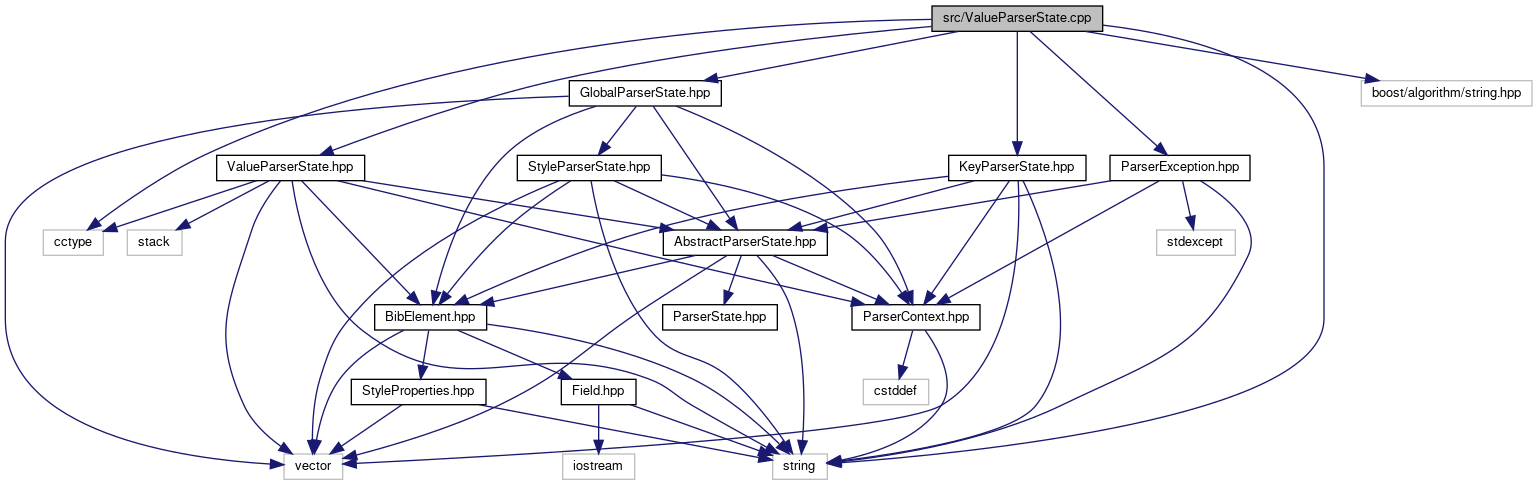 src/ValueParserState.cpp
GlobalParserState.hpp
boost/algorithm/string.hpp
ValueParserState.hpp
StyleParserState.hpp
KeyParserState.hpp
ParserException.hpp
cctype
stack
AbstractParserState.hpp
stdexcept
BibElement.hpp
ParserState.hpp
ParserContext.hpp
StyleProperties.hpp
Field.hpp
cstddef
vector
iostream
string